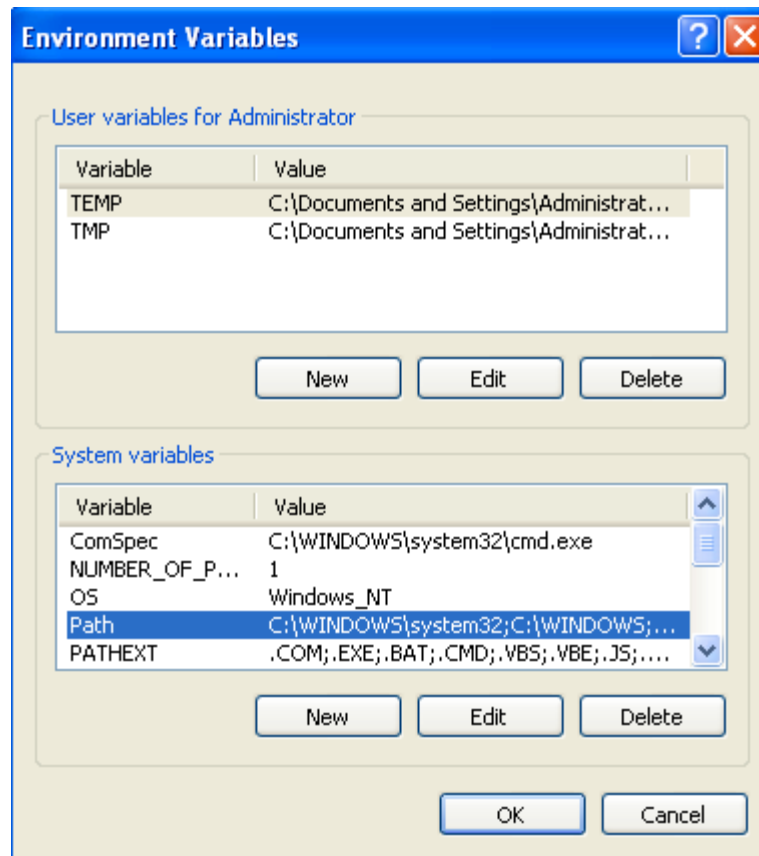 Environment Variables
User variables for Administrator
Variable Value
TEMP C:\Documents and Settings\Administrat...
TMP C:\Documents and Settings\Administrat...
New Edit Delete
System variables
Variable Value
ComSpec C:\WINDOWS\system32\cmd.exe
NUMBER_OF_P... 1
OS Windows_NT
Path C:\WINDOWS\system32;C:\WINDOWS;...
PATHEXT .COM;.EXE;.BAT;.CMD;.VBS;.VBE;.JS;....
New Edit Delete
OK Cancel